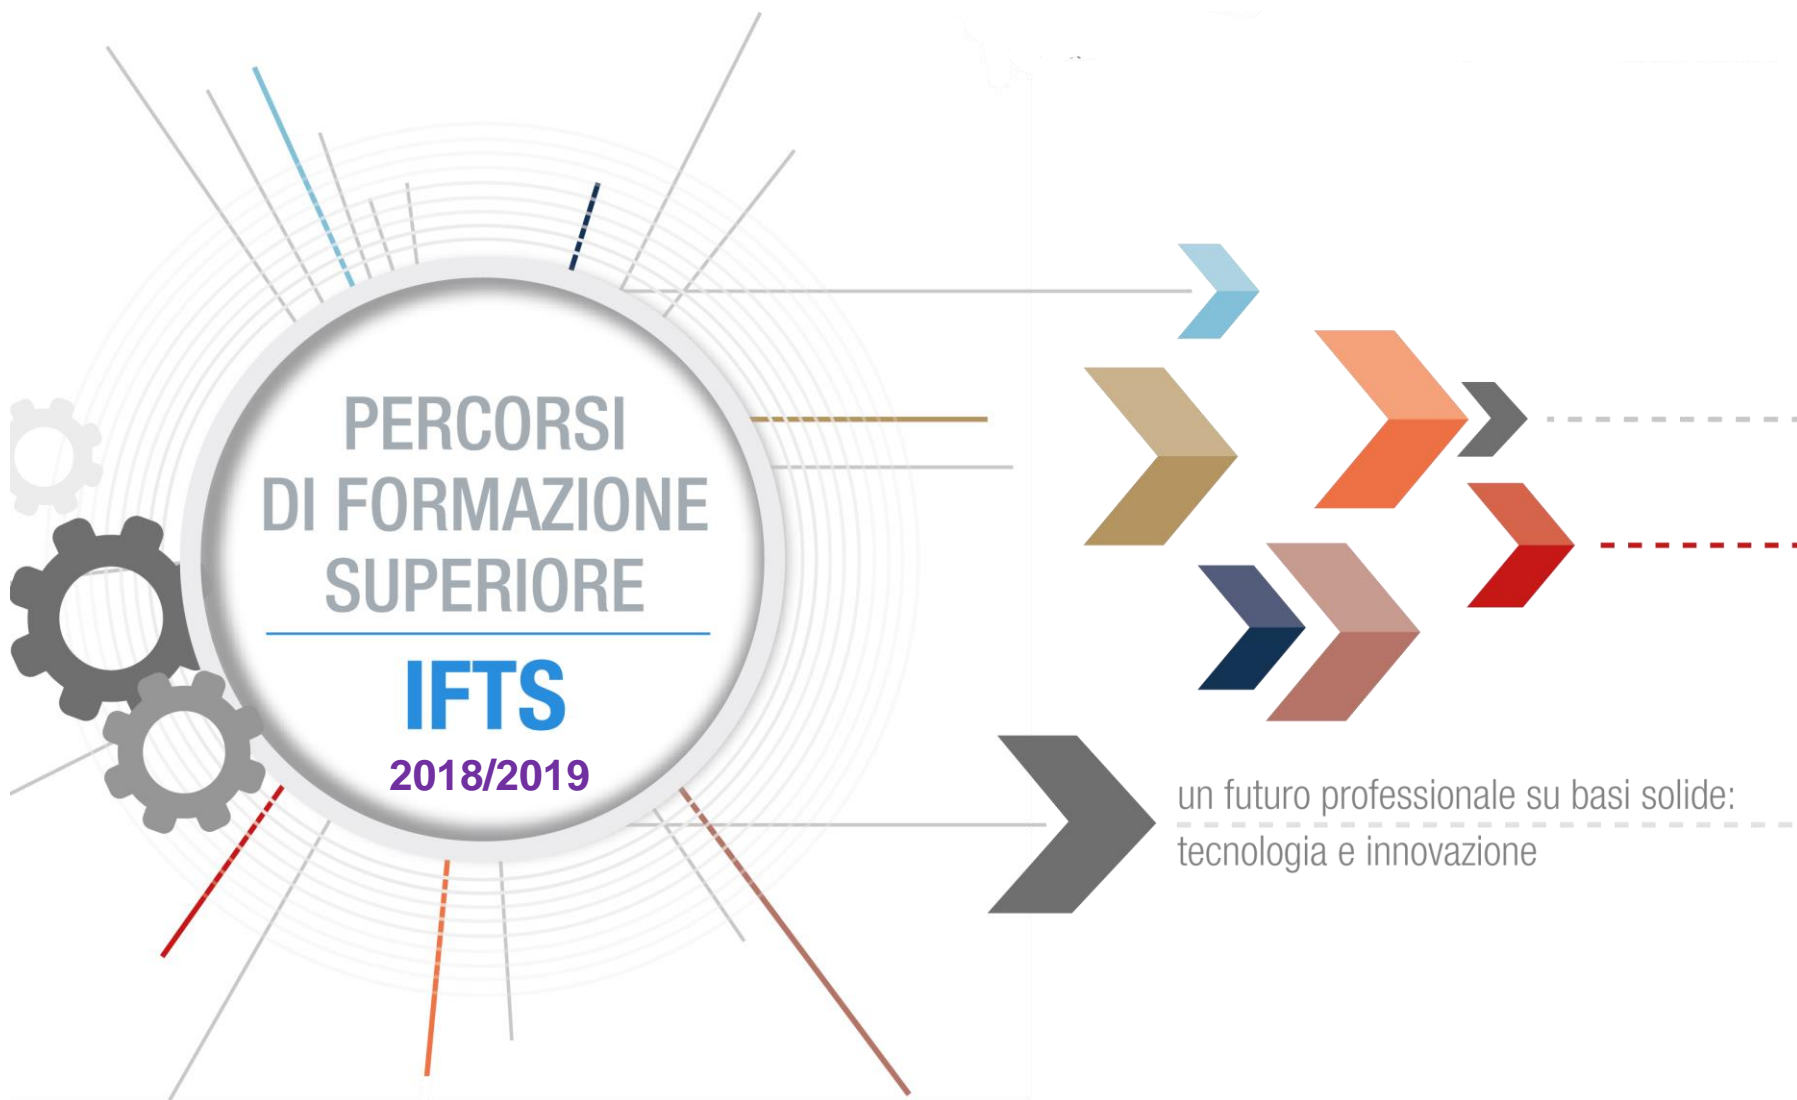 PERCORSI
DI FORMAZIONE
SUPERIORE
IFTS
2018/2019
un futuro professionale su basi solide:
tecnologia e innovazione